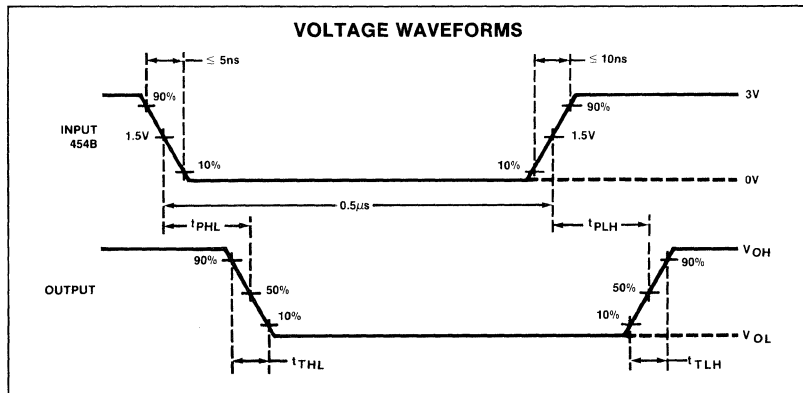 VOLTAGE WAVEFORMS
≤ 5ns
≤ 10ns
90%
90%
3V
INPUT
454B
1.5V
1.5V
10%
10%
0V
0.5μs
tPHL
tPLH
90%
90%
VOH
OUTPUT
50%
50%
10%
10%
VOL
tTHL
tTLH